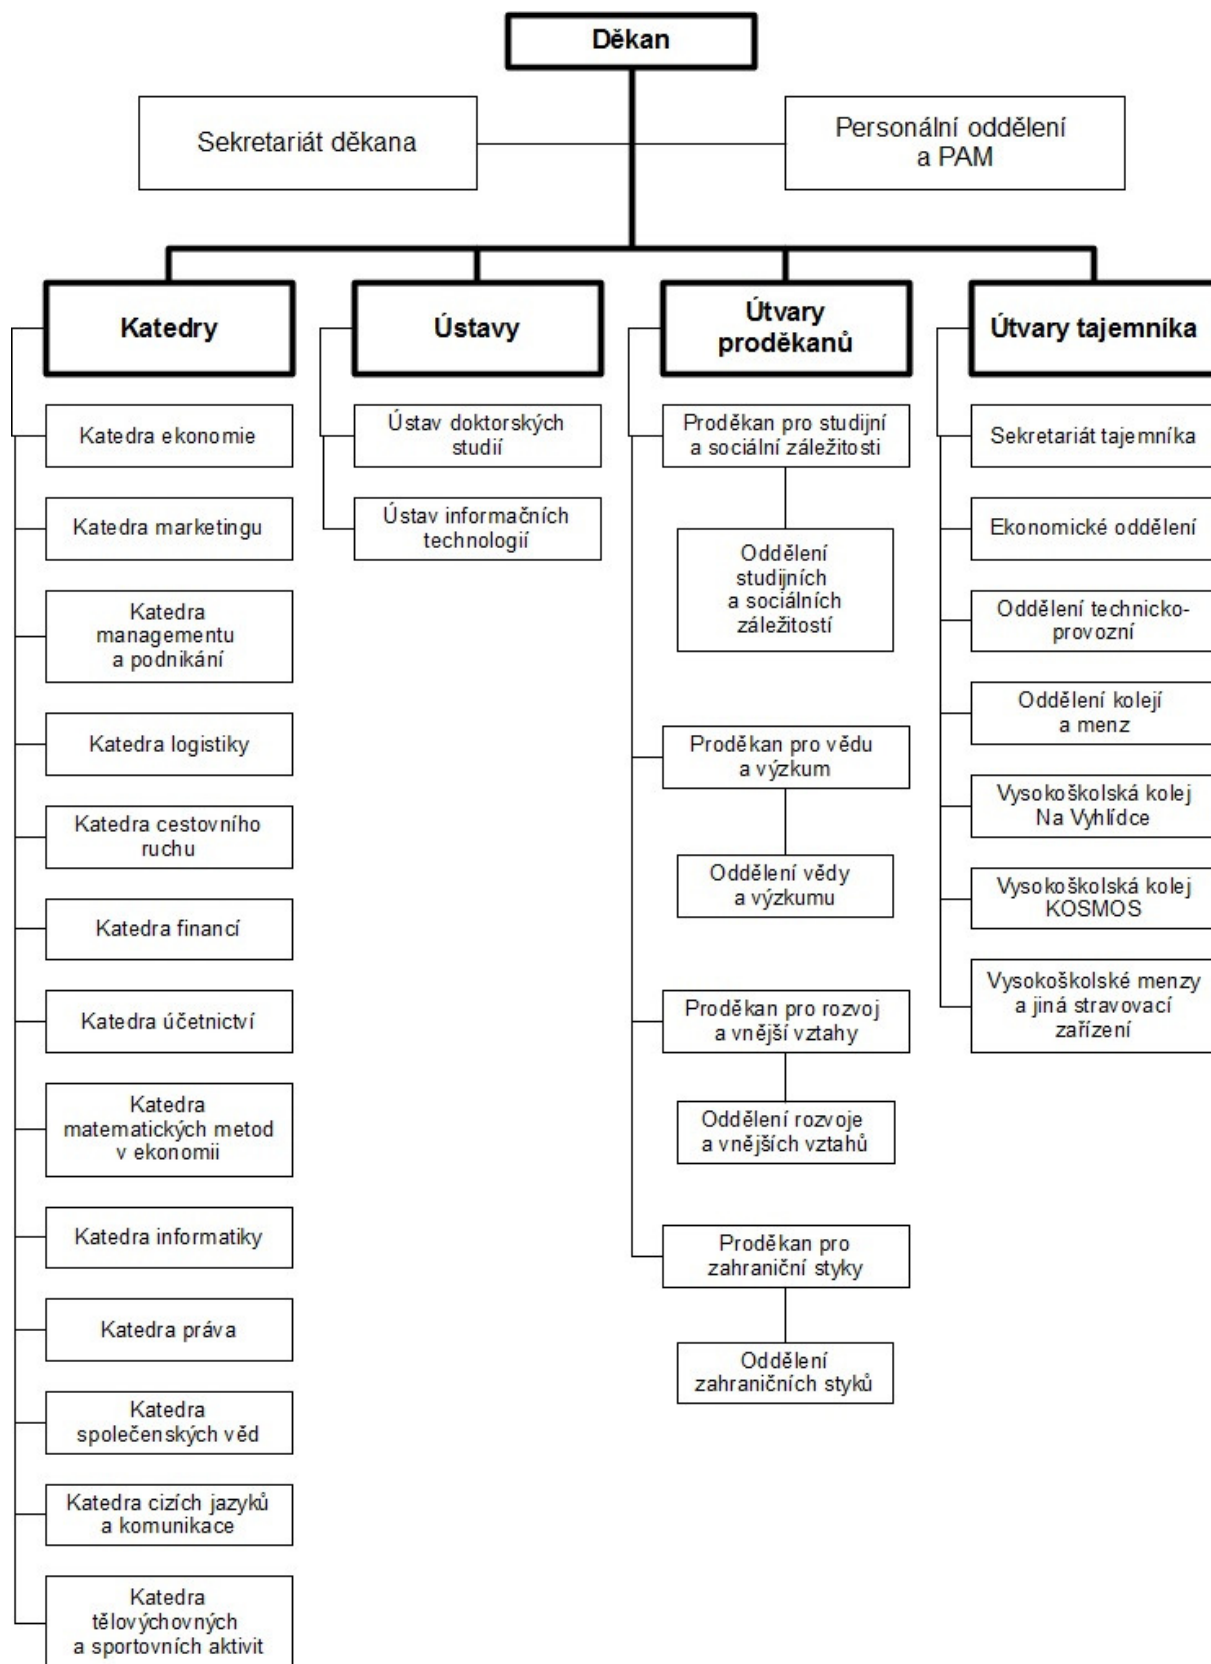 Děkan
Sekretariát děkana
Personální oddělení
a PAM
Katedry
Ústavy
Útvary
proděkanů
Útvary tajemníka
Katedra ekonomie
Katedra marketingu
Katedra
managementu
a podnikání
Katedra logistiky
Katedra cestovního
ruchu
Katedra financí
Katedra účetnictví
Katedra
matematických metod
v ekonomii
Katedra informatiky
Katedra práva
Katedra
společenských věd
Katedra cizích jazyků
a komunikace
Katedra
tělovýchovných
a sportovních aktivit
Ústav doktorských
studií
Ústav informačních
technologií
Proděkan pro studijní
a sociální záležitosti
Oddělení
studijních
a sociálních
záležitostí
Proděkan pro vědu
a výzkum
Oddělení vědy
a výzkumu
Proděkan pro rozvoj
a vnější vztahy
Oddělení rozvoje
a vnějších vztahů
Proděkan pro
zahraniční styky
Oddělení
zahraničních styků
Sekretariát tajemníka
Ekonomické oddělení
Oddělení technicko-
provozní
Oddělení kolejí
a menz
Vysokoškolská kolej
Na Vyhlídce
Vysokoškolská kolej
KOSMOS
Vysokoškolské menzy
a jiná stravovací
zařízení